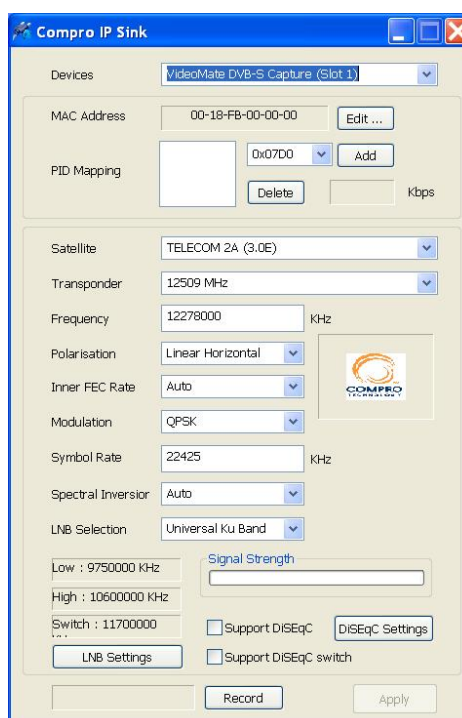 Compro IP Sink
Devices VideoMate DVB-S Capture (Slot 1)
MAC Address 00-18-FB-00-00-00 Edit ...
PID Mapping 0x07D0 Add
Delete Kbps
Satellite TELECOM 2A (3.0E)
Transponder 12509 MHz
Frequency 12278000 KHz
Polarisation Linear Horizontal
Inner FEC Rate Auto
COMPRO
TECHNOLOGY
Modulation QPSK
Symbol Rate 22425 KHz
Spectral Inversior Auto
LNB Selection Universal Ku Band
Low : 9750000 KHz
Signal Strength
High : 10600000 KHz
Switch : 11700000
Support DiSEqC DiSEqC Settings
LNB Settings Support DiSEqC switch
Record Apply